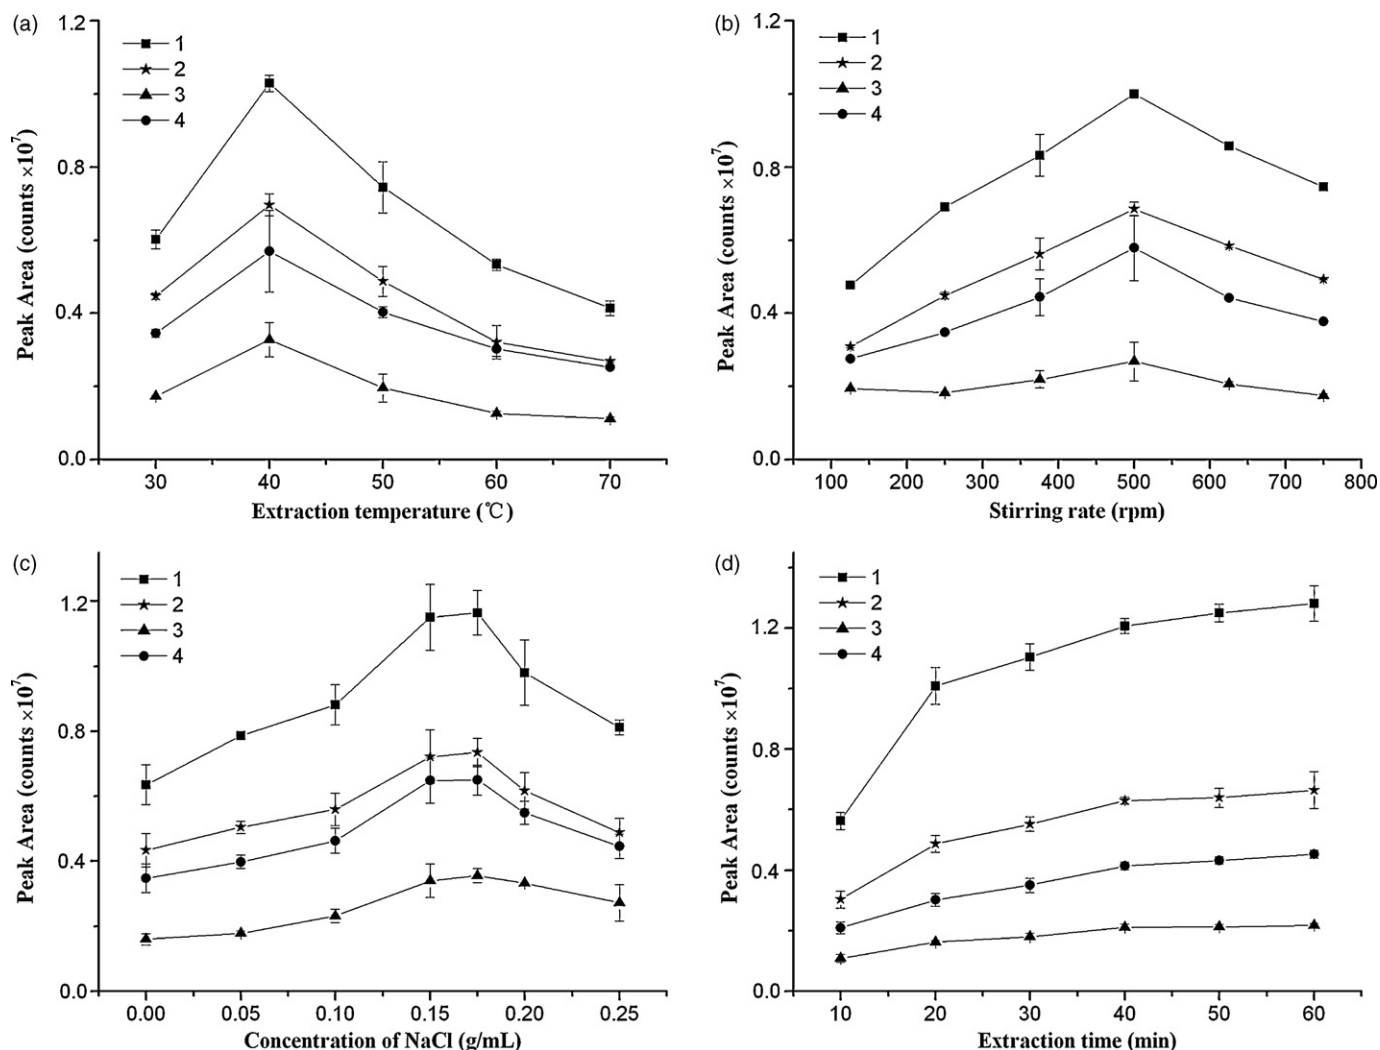 (a)
1.2
0.8
0.4
0.0
Peak Area (counts ×10⁷)
1
2
3
4
30 40 50 60 70
Extraction temperature (℃)
(b)
1.2
0.8
0.4
0.0
Peak Area (counts ×10⁷)
1
2
3
4
100 200 300 400 500 600 700 800
Stirring rate (rpm)
(c)
1.2
0.8
0.4
0.0
Peak Area (counts ×10⁷)
1
2
3
4
0.00 0.05 0.10 0.15 0.20 0.25
Concentration of NaCl (g/mL)
(d)
1.2
0.8
0.4
0.0
Peak Area (counts ×10⁷)
1
2
3
4
10 20 30 40 50 60
Extraction time (min)